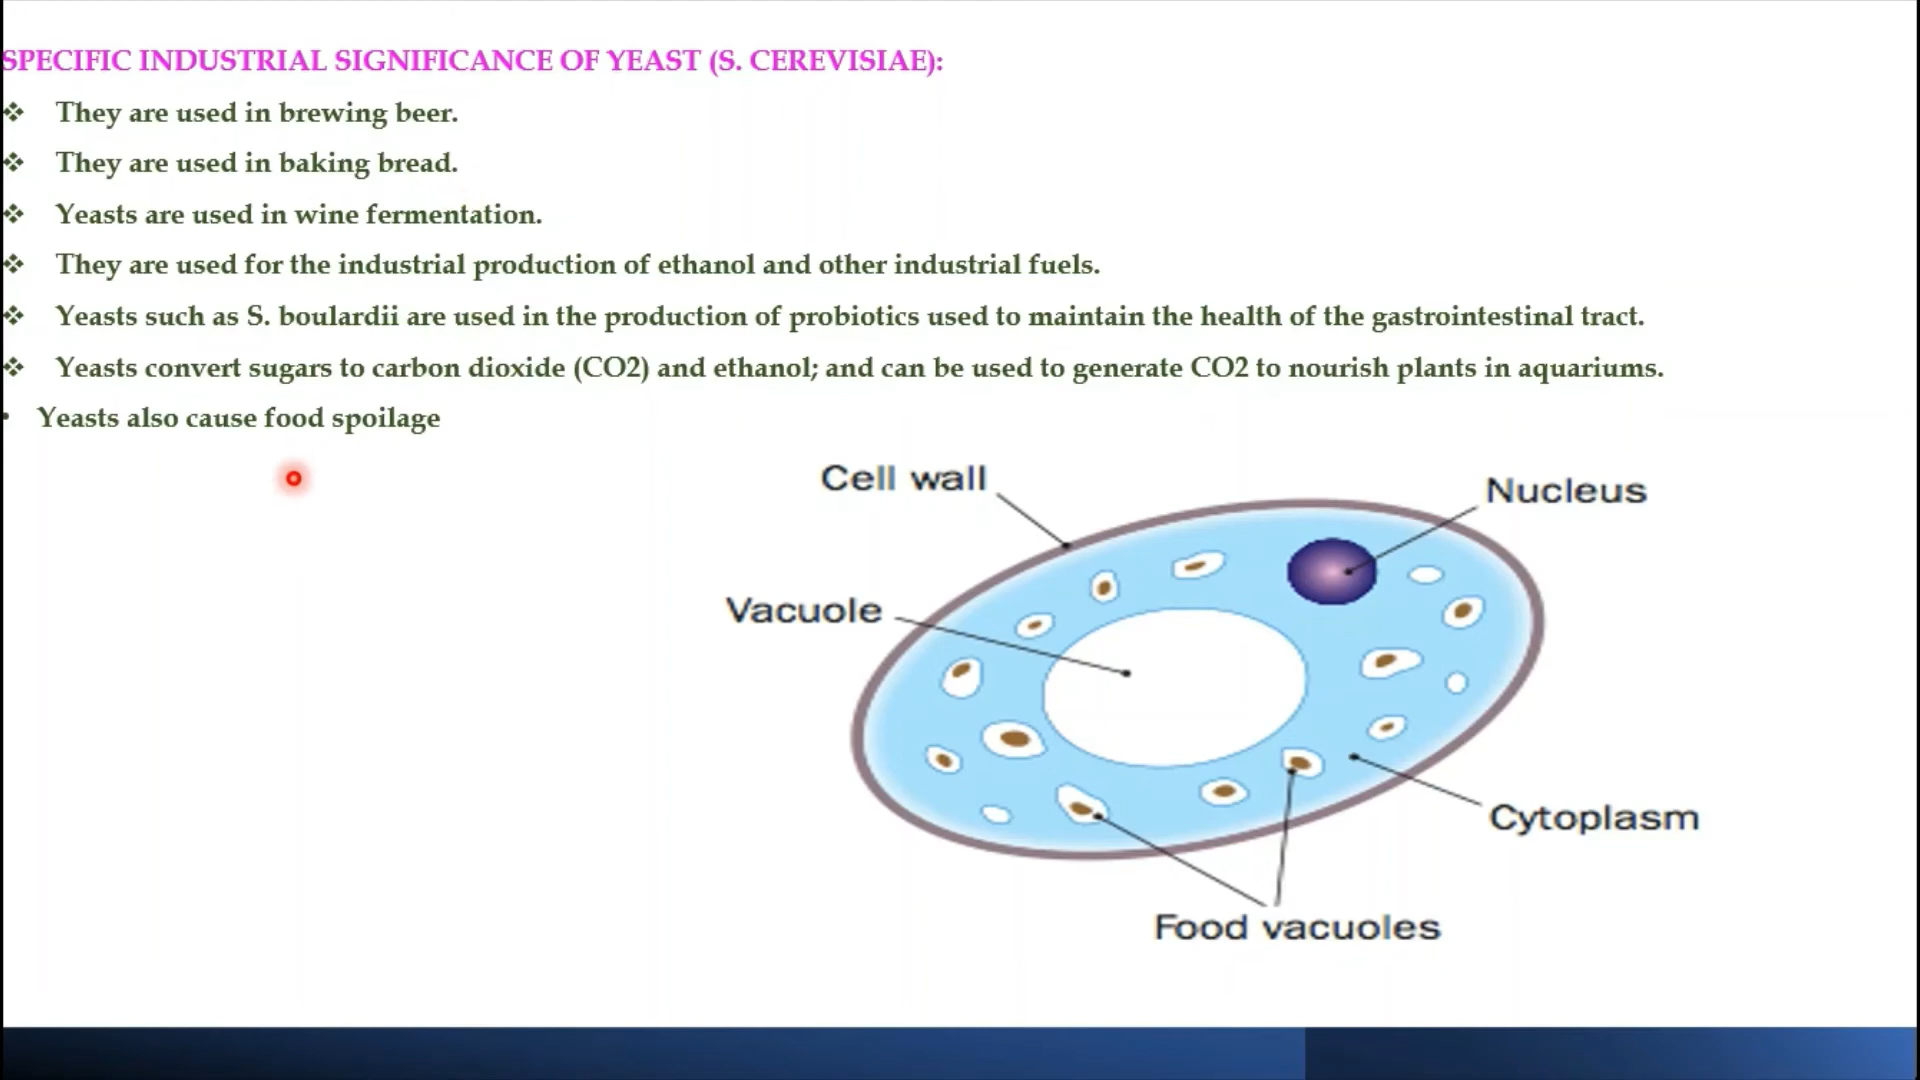 SPECIFIC INDUSTRIAL SIGNIFICANCE OF YEAST (S. CEREVISIAE):
❖ They are used in brewing beer.
❖ They are used in baking bread.
❖ Yeasts are used in wine fermentation.
❖ They are used for the industrial production of ethanol and other industrial fuels.
❖ Yeasts such as S. boulardii are used in the production of probiotics used to maintain the health of the gastrointestinal tract.
❖ Yeasts convert sugars to carbon dioxide (CO2) and ethanol; and can be used to generate CO2 to nourish plants in aquariums.
• Yeasts also cause food spoilage
Cell wall
Nucleus
Vacuole
Cytoplasm
Food vacuoles